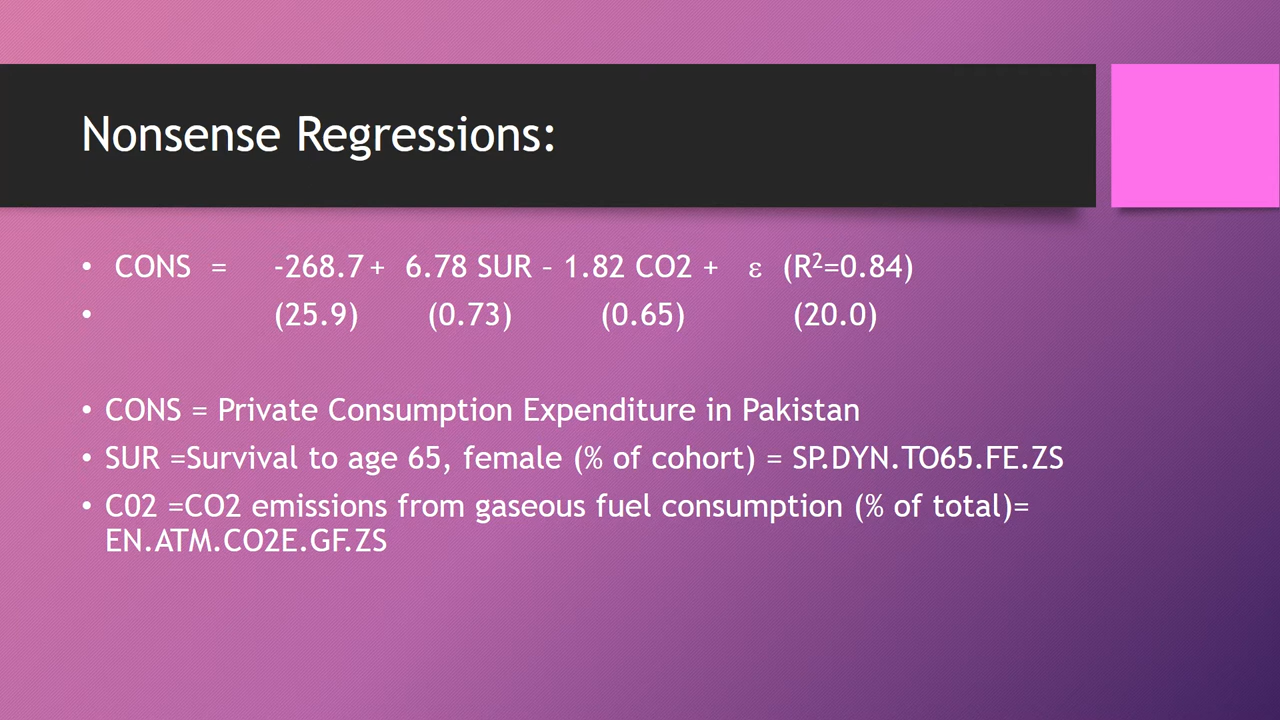 Nonsense Regressions:
• CONS = -268.7 + 6.78 SUR – 1.82 CO2 + ε (R²=0.84)
• (25.9) (0.73) (0.65) (20.0)
• CONS = Private Consumption Expenditure in Pakistan
• SUR =Survival to age 65, female (% of cohort) = SP.DYN.TO65.FE.ZS
• C02 =CO2 emissions from gaseous fuel consumption (% of total)=
EN.ATM.CO2E.GF.ZS